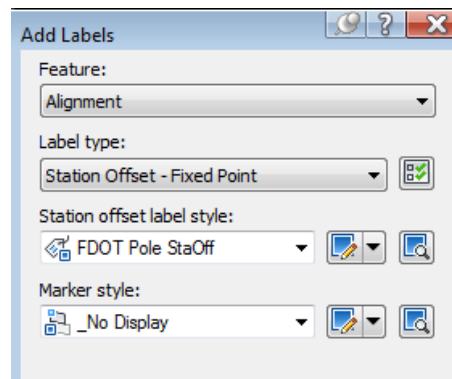 Add Labels
?
Feature:
Alignment
Label type:
Station Offset - Fixed Point
Station offset label style:
FDOT Pole StaOff
Marker style:
_No Display